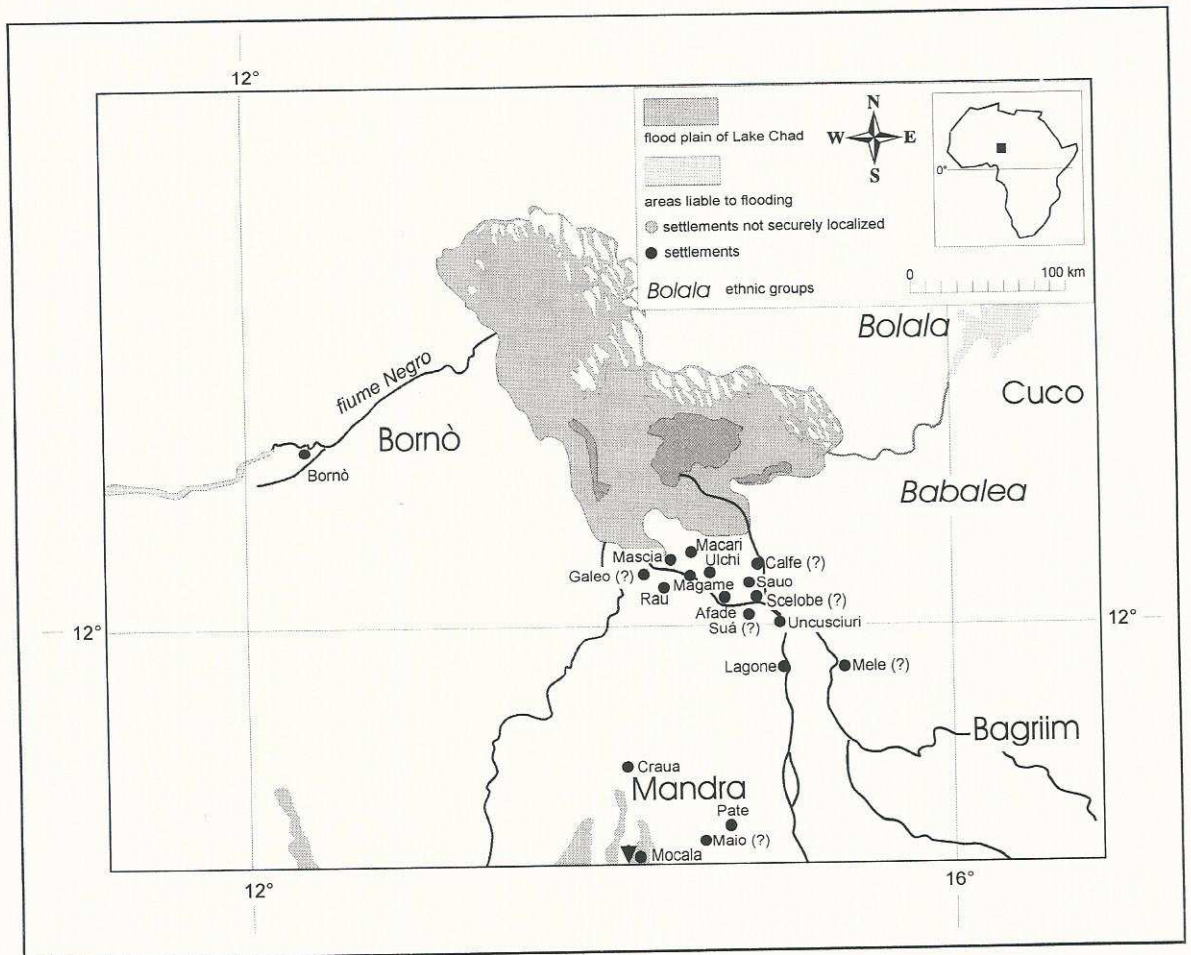 12°
N
W E
S
flood plain of Lake Chad
0°
areas liable to flooding
settlements not securely localized
settlements
0 100 km
Bolala ethnic groups
Bolala
fiume Negro
Cuco
Bornò
Bornò
Babalea
Macari
Mascia
Ulchi
Calfe (?)
Galeo (?)
Magame
Sauo
Rau
Scelobe (?)
Afade
Suá (?)
Uncusciuri
12°
12°
Lagone
Mele (?)
Bagriim
Craua
Mandra
Pate
Maio (?)
Mocala
12°
16°